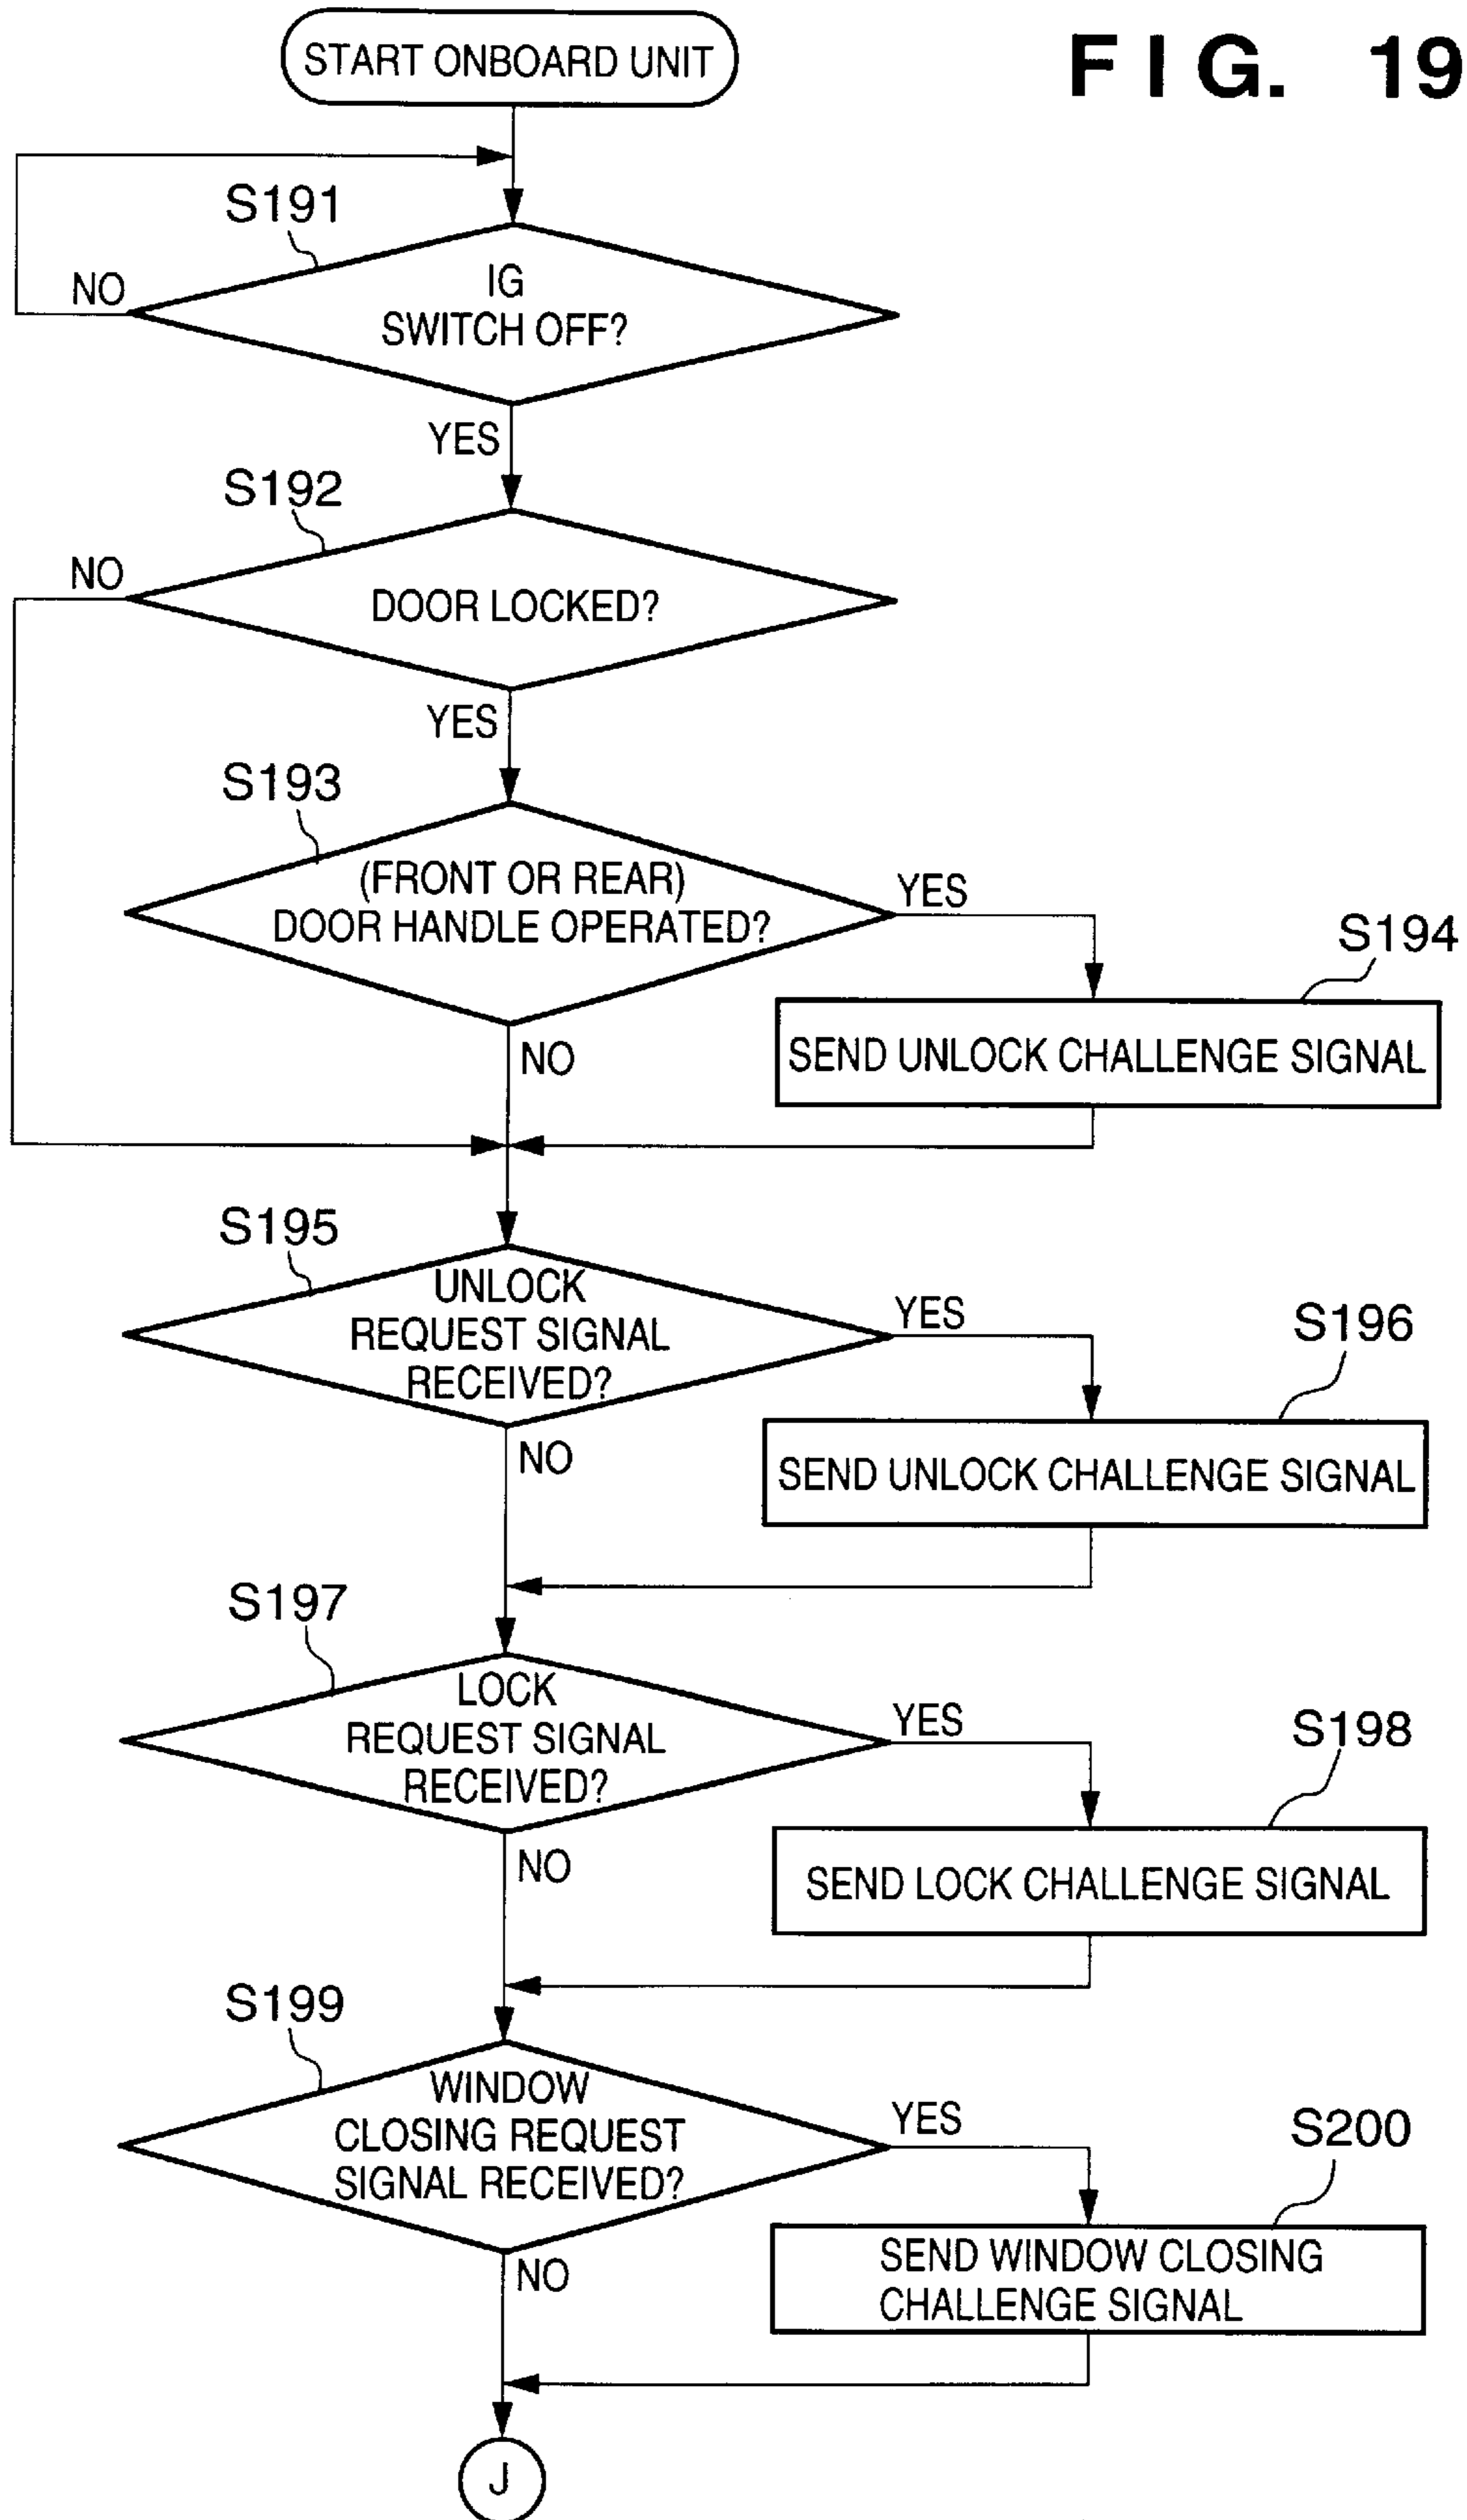 START ONBOARD UNIT
FIG. 19
S191
NO
IG
SWITCH OFF?
YES
S192
NO
DOOR LOCKED?
YES
S193
(FRONT OR REAR)
DOOR HANDLE OPERATED?
YES
S194
SEND UNLOCK CHALLENGE SIGNAL
NO
S195
UNLOCK
REQUEST SIGNAL
RECEIVED?
YES
S196
SEND UNLOCK CHALLENGE SIGNAL
NO
S197
LOCK
REQUEST SIGNAL
RECEIVED?
YES
S198
SEND LOCK CHALLENGE SIGNAL
NO
S199
WINDOW
CLOSING REQUEST
SIGNAL RECEIVED?
YES
S200
SEND WINDOW CLOSING
CHALLENGE SIGNAL
NO
J